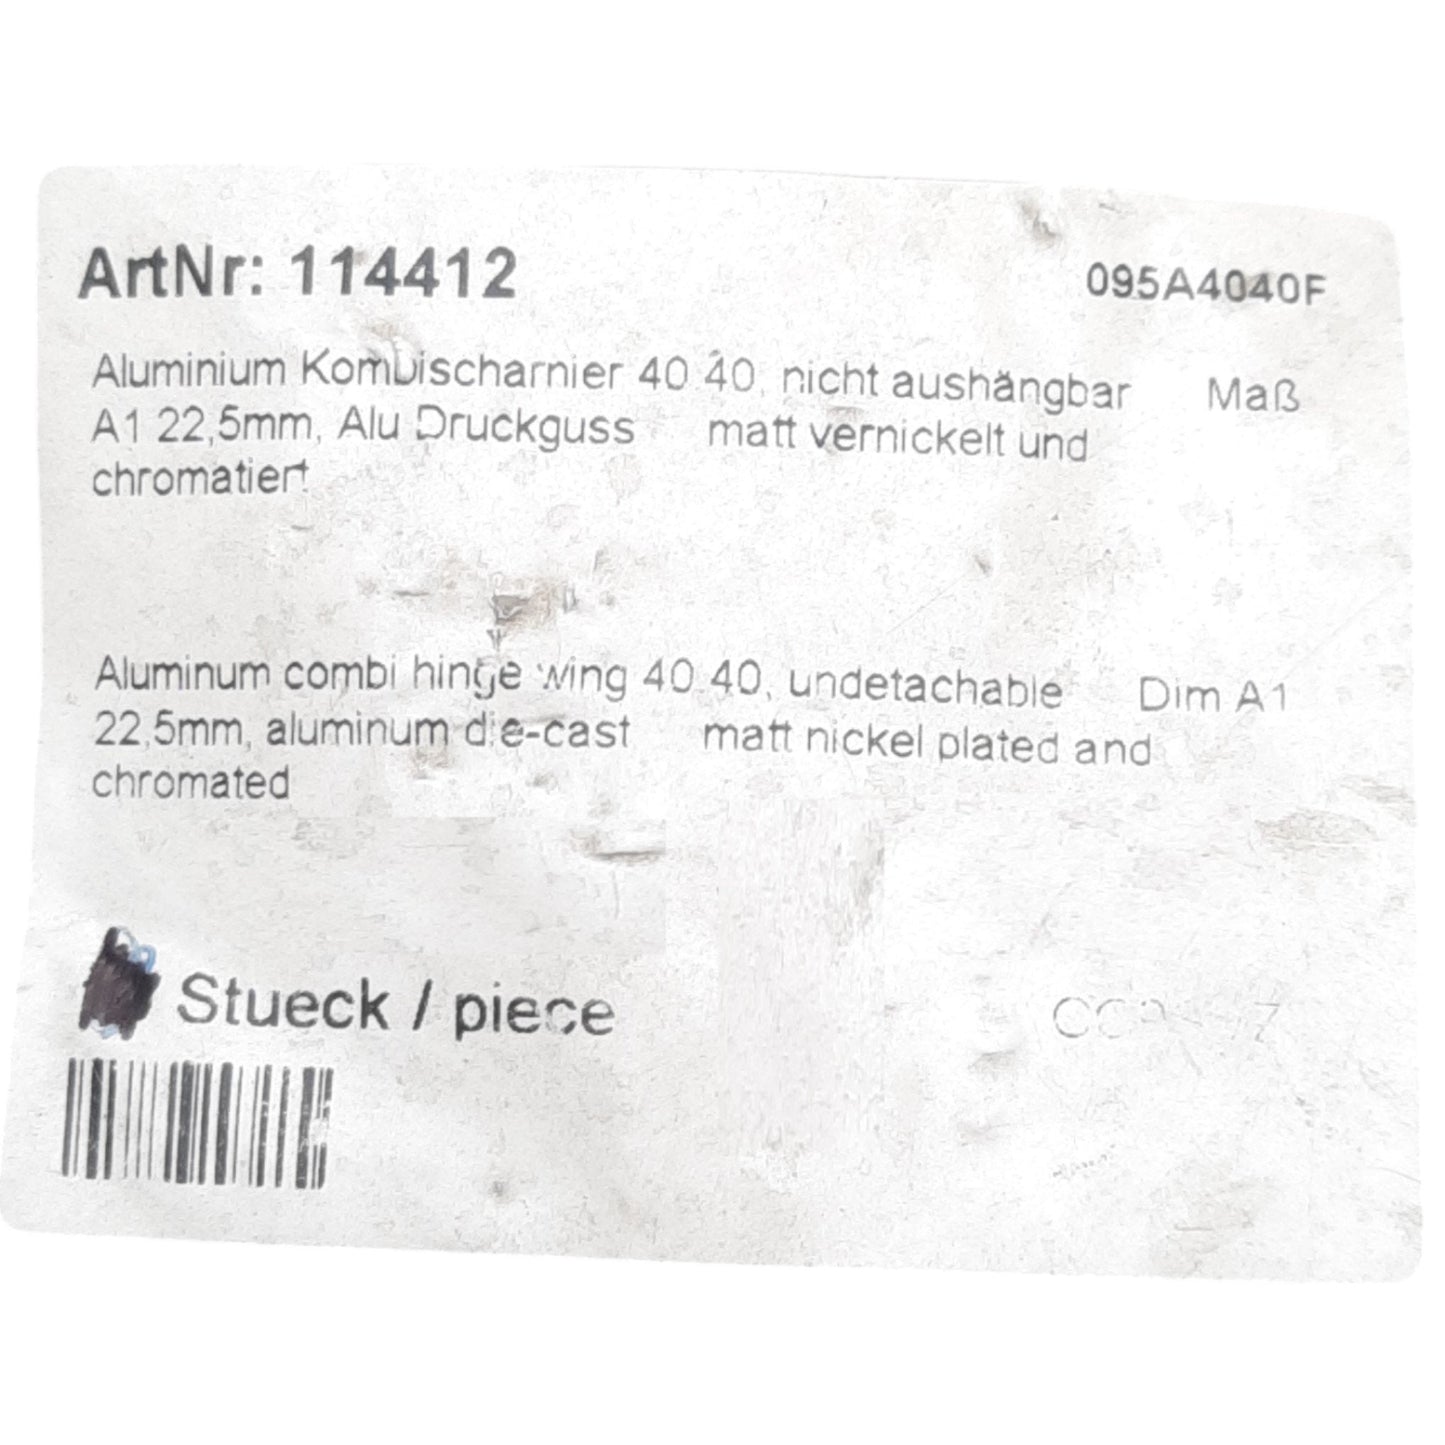 ArtNr: 114412 095A4040F
Aluminium Kombischarnier 40.40, nicht aushängbar Maß
A1 22,5mm, Alu Druckguss matt vernickelt und
chromatiert
Aluminum combi hinge wing 40.40, undetachable Dim A1
22,5mm, aluminum die-cast matt nickel plated and
chromated
Stueck / piece